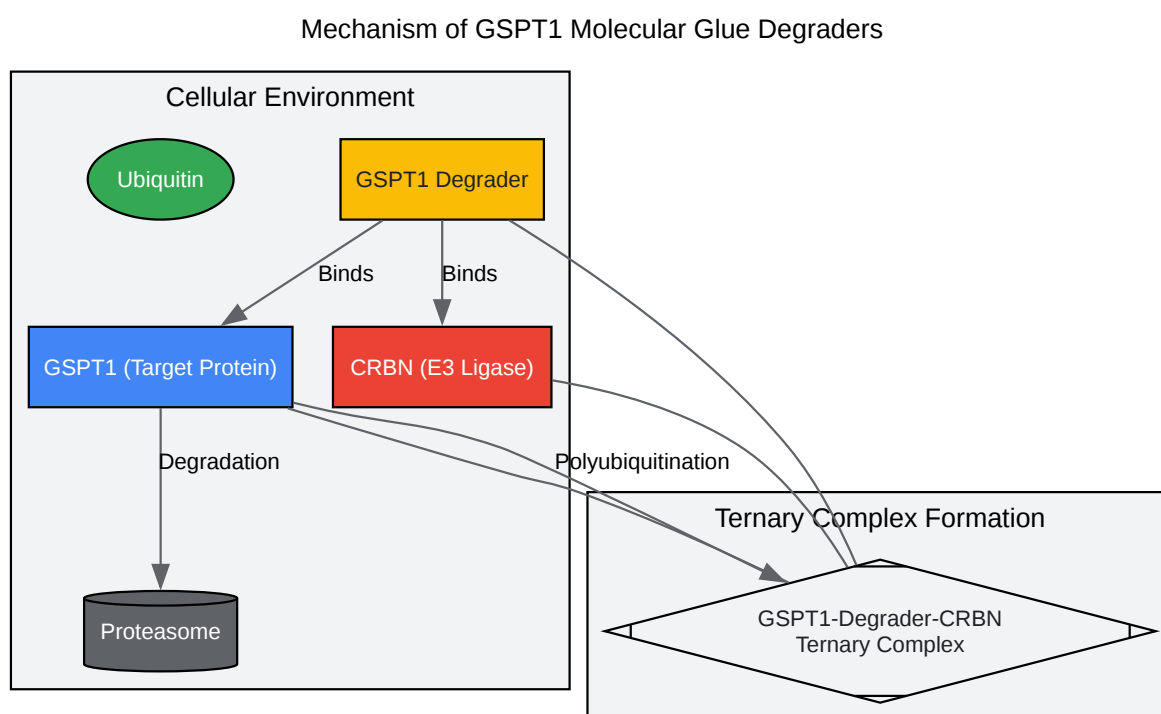 Mechanism of GSPT1 Molecular Glue Degraders
Cellular Environment
Ubiquitin
GSPT1 Degrader
Binds
Binds
GSPT1 (Target Protein)
CRBN (E3 Ligase)
Degradation
Polyubiquitination
Ternary Complex Formation
Proteasome
GSPT1-Degrader-CRBN
Ternary Complex